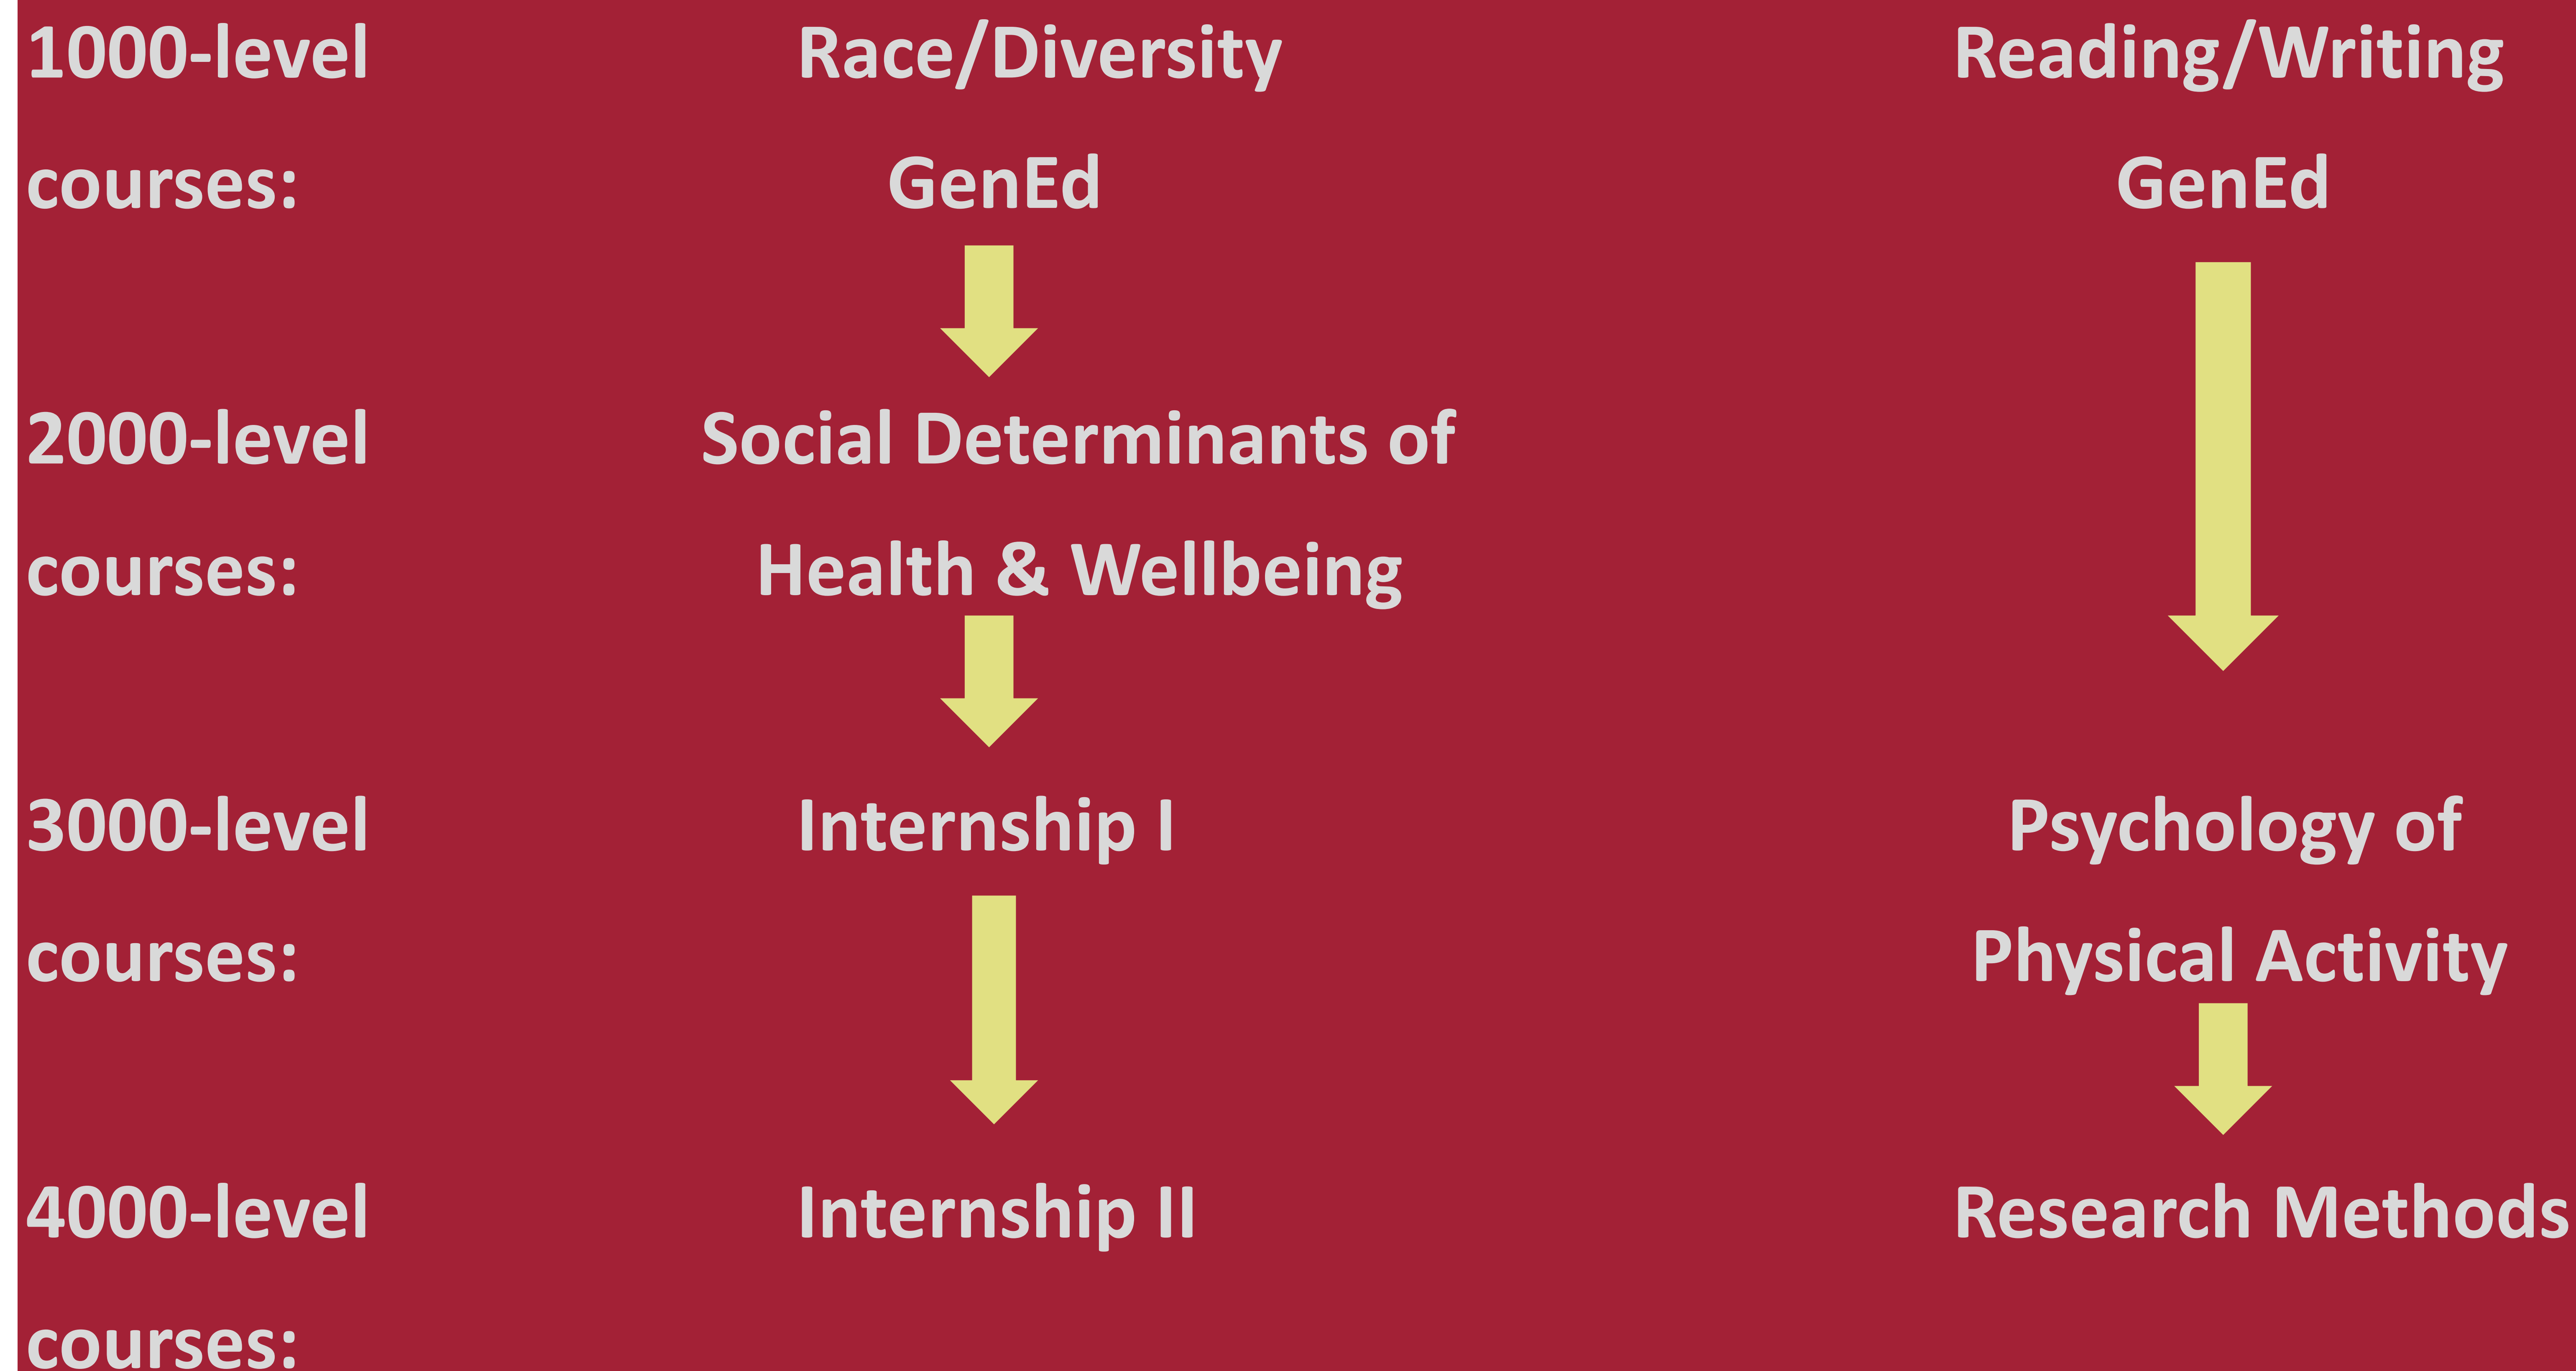 1000-level Race/Diversity Reading/Writing
courses: GenEd GenEd
2000-level Social Determinants of
courses: Health & Wellbeing
3000-level Internship I Psychology of
courses: Physical Activity
4000-level Internship II Research Methods
courses: